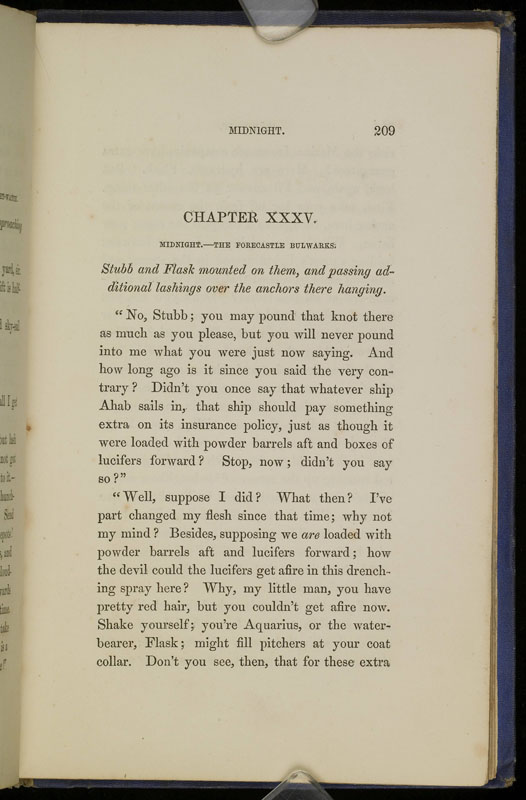 MIDNIGHT. 209
CHAPTER XXXV.
MIDNIGHT.—THE FORECASTLE BULWARKS.
Stubb and Flask mounted on them, and passing ad-
ditional lashings over the anchors there hanging.
“No, Stubb; you may pound that knot there
as much as you please, but you will never pound
into me what you were just now saying. And
how long ago is it since you said the very con-
trary? Didn't you once say that whatever ship
Ahab sails in, that ship should pay something
extra on its insurance policy, just as though it
were loaded with powder barrels aft and boxes of
lucifers forward? Stop, now; didn't you say
so?”
“Well, suppose I did? What then? I've
part changed my flesh since that time; why not
my mind? Besides, supposing we are loaded with
powder barrels aft and lucifers forward; how
the devil could the lucifers get afire in this drench-
ing spray here? Why, my little man, you have
pretty red hair, but you couldn't get afire now.
Shake yourself; you're Aquarius, or the water-
bearer, Flask; might fill pitchers at your coat
collar. Don't you see, then, that for these extra